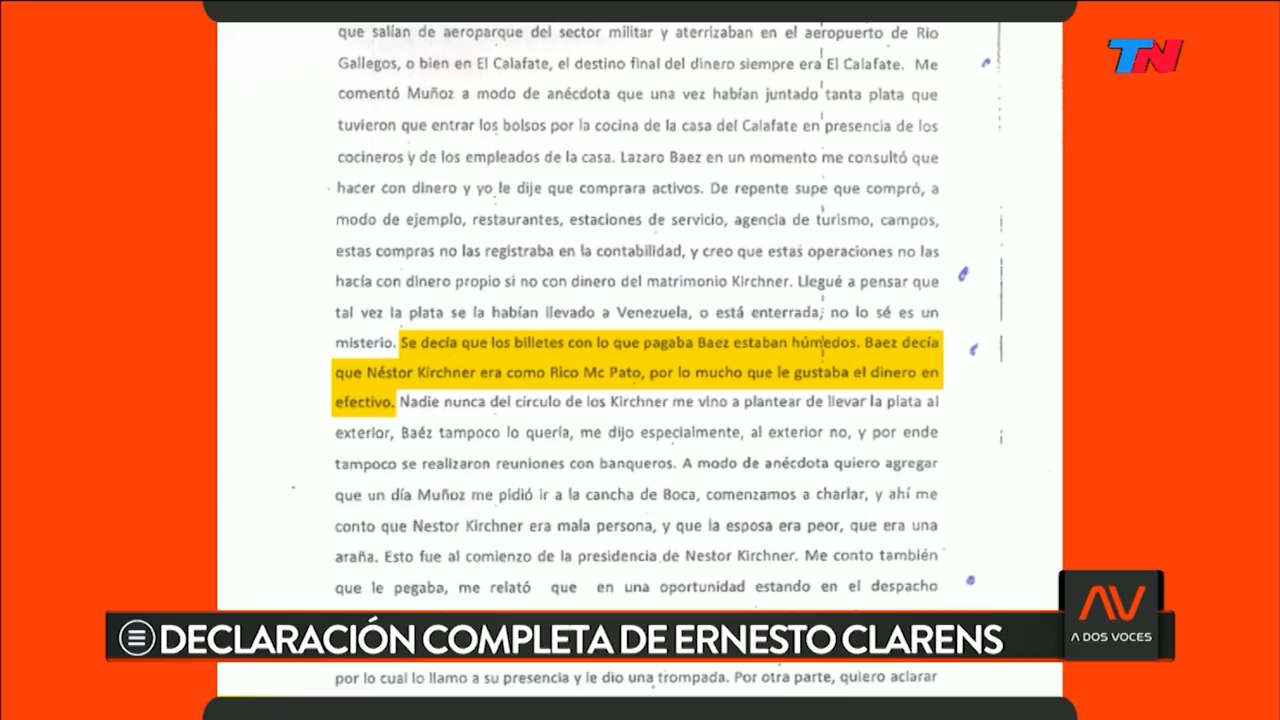 que salían de aeroparque del sector militar y aterrizaban en el aeropuerto de Rio
Gallegos, o bien en El Calafate, el destino final del dinero siempre era El Calafate. Me
comentó Muñoz a modo de anécdota que una vez habían juntado tanta plata que
tuvieron que entrar los bolsos por la cocina de la casa del Calafate en presencia de los
cocineros y de los empleados de la casa. Lazaro Baez en un momento me consultó que
hacer con dinero y yo le dije que comprara activos. De repente supe que compró, a
modo de ejemplo, restaurantes, estaciones de servicio, agencia de turismo, campos,
estas compras no las registraba en la contabilidad, y creo que estas operaciones no las
hacía con dinero propio si no con dinero del matrimonio Kirchner. Llegué a pensar que
tal vez la plata se la habían llevado a Venezuela, o está enterrada, no lo sé es un
misterio. Se decía que los billetes con lo que pagaba Baez estaban húmedos. Baez decía
que Néstor Kirchner era como Rico Mc Pato, por lo mucho que le gustaba el dinero en
efectivo. Nadie nunca del círculo de los Kirchner me vino a plantear de llevar la plata al
exterior, Baéz tampoco lo quería, me dijo especialmente, al exterior no, y por ende
tampoco se realizaron reuniones con banqueros. A modo de anécdota quiero agregar
que un día Muñoz me pidió ir a la cancha de Boca, comenzamos a charlar, y ahí me
conto que Nestor Kirchner era mala persona, y que la esposa era peor, que era una
araña. Esto fue al comienzo de la presidencia de Nestor Kirchner. Me conto también
que le pegaba, me relató que en una oportunidad estando en el despacho
por lo cual lo llamo a su presencia y le dio una trompada. Por otra parte, quiero aclarar
DECLARACIÓN COMPLETA DE ERNESTO CLARENS
TN
AV
A DOS VOCES